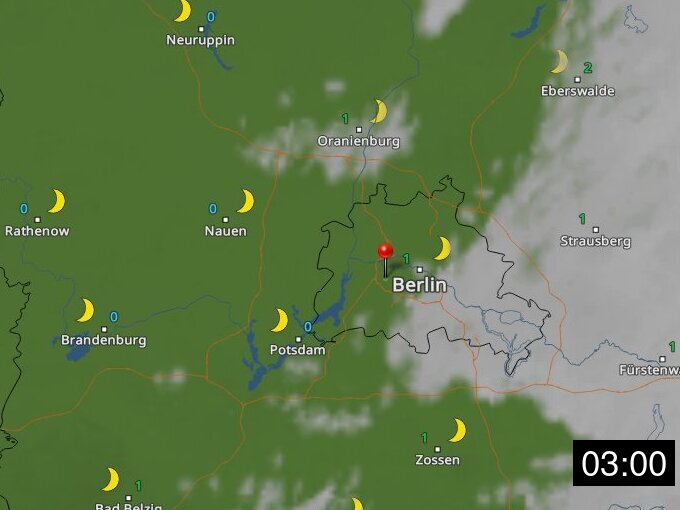 0
Neuruppin
2
Eberswalde
1
Oranienburg
0
Rathenow
0
Nauen
1
Strausberg
1
Berlin
0
Brandenburg
0
Potsdam
1
Fürstenwa
1
Zossen
03:00
1
Bad Belzig